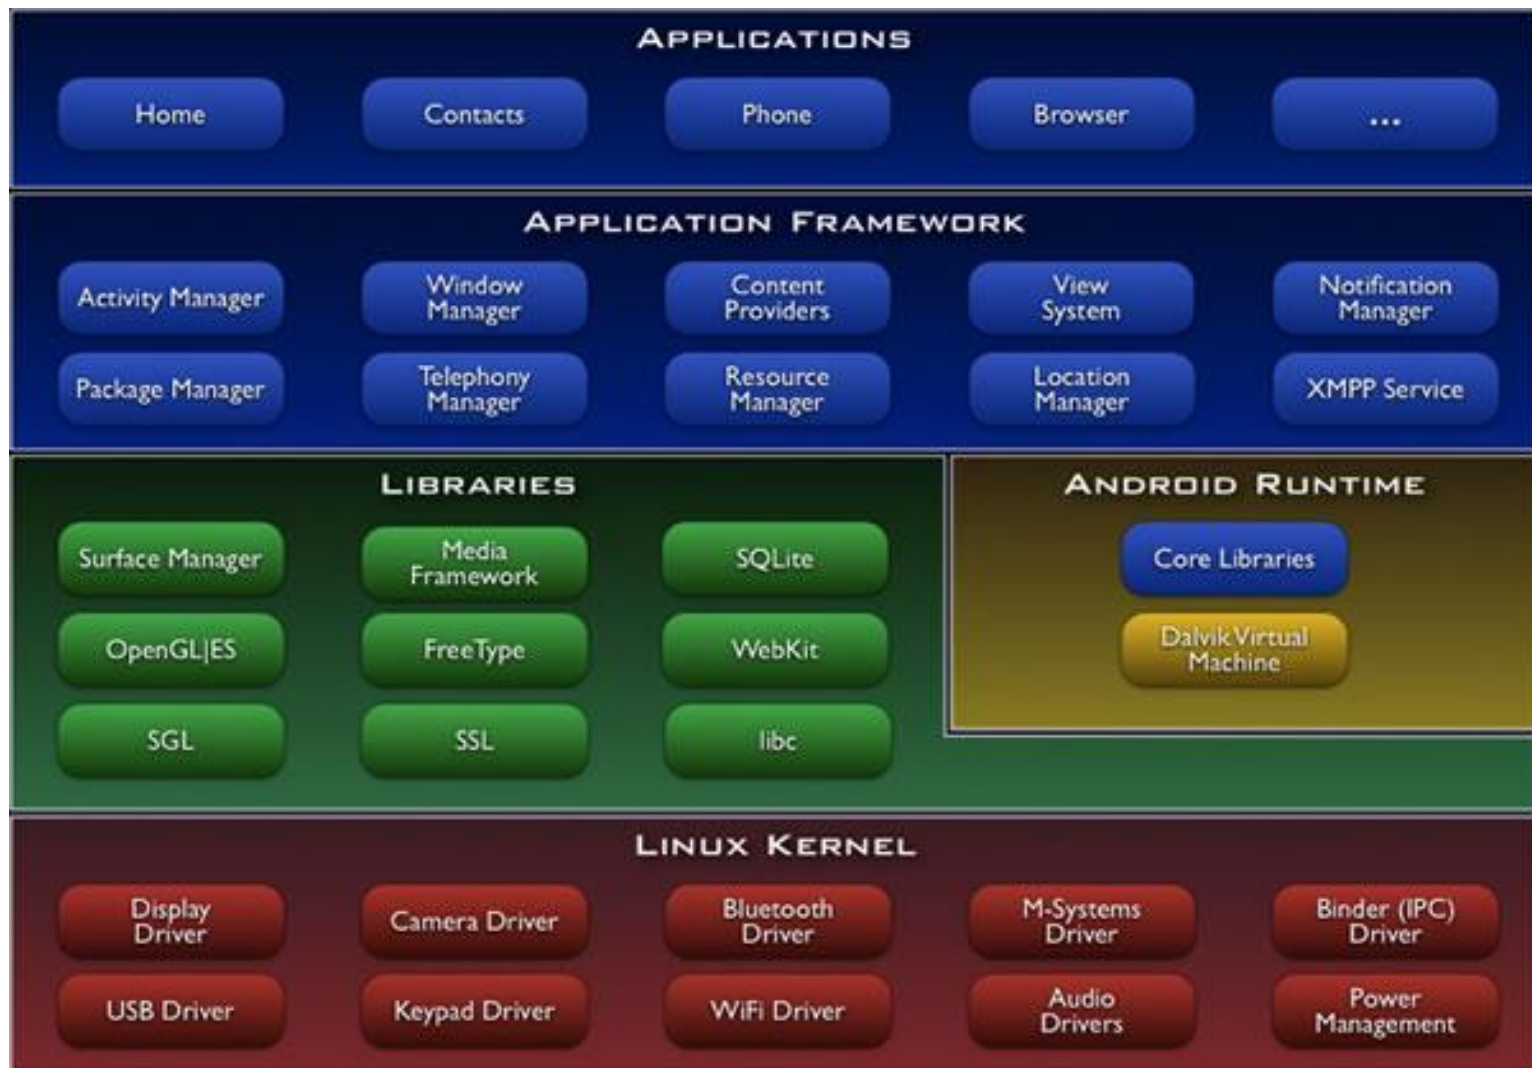 APPLICATIONS
Home
Contacts
Phone
Browser
...
APPLICATION FRAMEWORK
Activity Manager
Window
Manager
Content
Providers
View
System
Notification
Manager
Package Manager
Telephony
Manager
Resource
Manager
Location
Manager
XMPP Service
LIBRARIES
Surface Manager
Media
Framework
SQLite
OpenGL|ES
FreeType
WebKit
SGL
SSL
libc
ANDROID RUNTIME
Core Libraries
Dalvik Virtual
Machine
LINUX KERNEL
Display
Driver
Camera Driver
Bluetooth
Driver
M-Systems
Driver
Binder (IPC)
Driver
USB Driver
Keypad Driver
WiFi Driver
Audio
Drivers
Power
Management